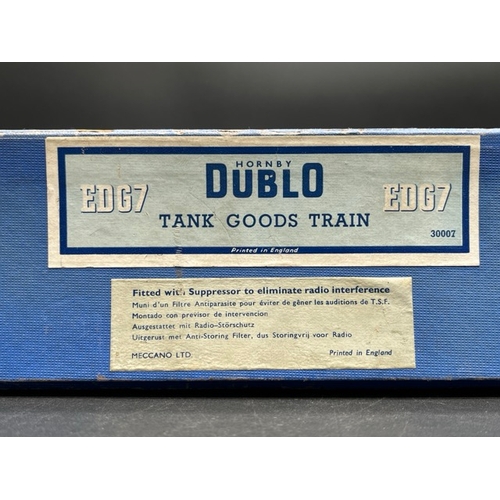 HORNBY
EDG7 DUBLO EDG7
TANK GOODS TRAIN
30007
Printed in England
Fitted with Suppressor to eliminate radio interference
Muni d'un Filtre Antiparasite pour éviter de gêner les auditions de T.S.F.
Montado con previsor de intervencion
Ausgestattet mit Radio-Störschutz
Uitgerust met Anti-Storing Filter, dus Storingvrij voor Radio
MECCANO LTD. Printed in England